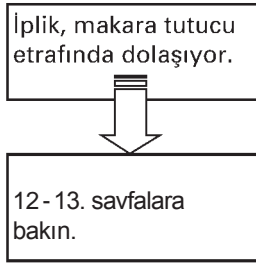 İplik, makara tutucu
etrafında dolaşıyor.
12-13. savfalara
bakın.